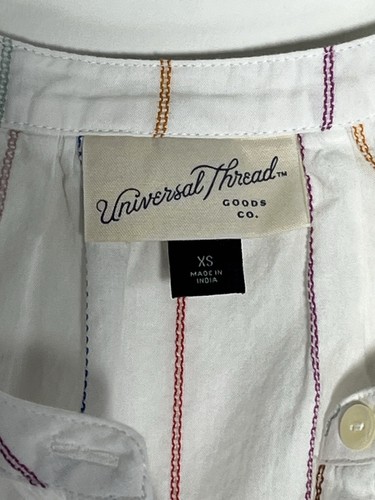 Universal Thread™
GOODS
CO.
XS
MADE IN
INDIA